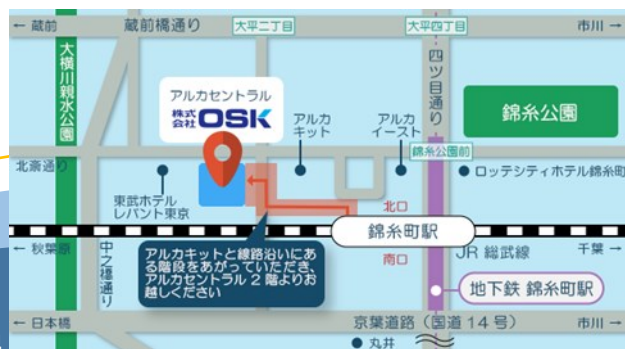 ← 蔵前
蔵前橋通り
大平二丁目
大平四丁目
市川 →
大横川親水公園
四ツ目通り
アルカセントラル
株式会社OSK
アルカ
キット
アルカ
イースト
錦糸公園
錦糸公園前
北斎通り
東武ホテル
レバント東京
ロッテシティホテル錦糸町
北口
錦糸町駅
← 秋葉原
中之橋通り
アルカキットと線路沿いにあ
る階段をあがっていただき、
アルカセントラル 2 階よりお
越しください
南口
JR 総武線
千葉 →
地下鉄 錦糸町駅
← 日本橋
京葉道路（国道 14 号）
市川 →
丸井